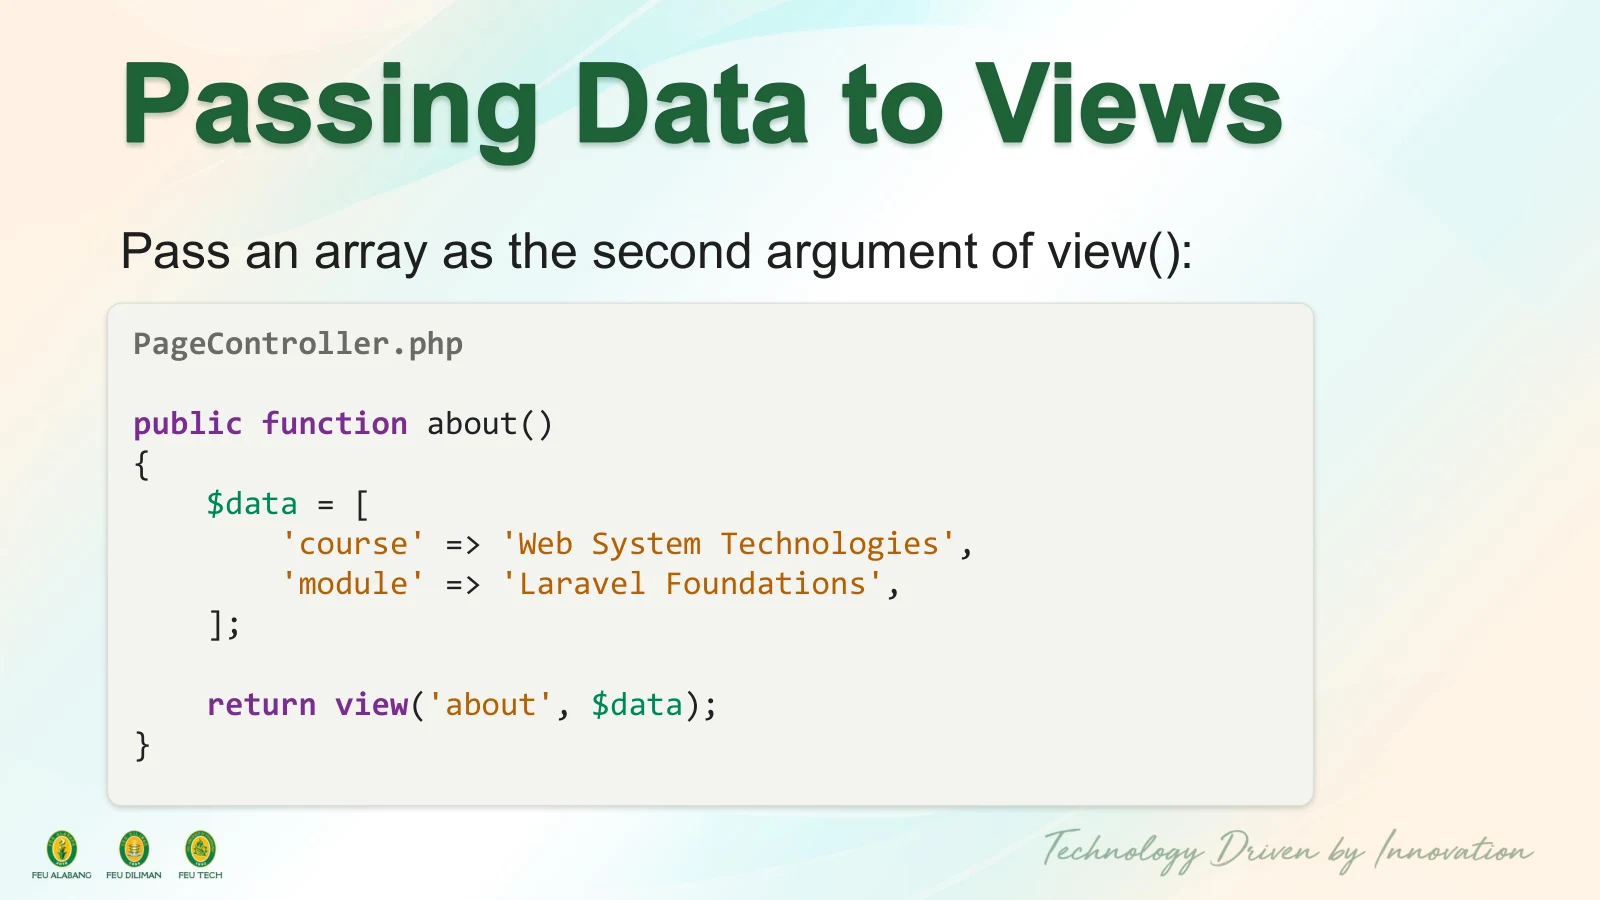 Passing Data to Views
Pass an array as the second argument of view():
PageController.php
public function about()
{
    $data = [
        'course' => 'Web System Technologies',
        'module' => 'Laravel Foundations',
    ];
    return view('about', $data);
}
FEU ALABANG
FEU DILIMAN
FEU TECH
Technology Driven by Innovation